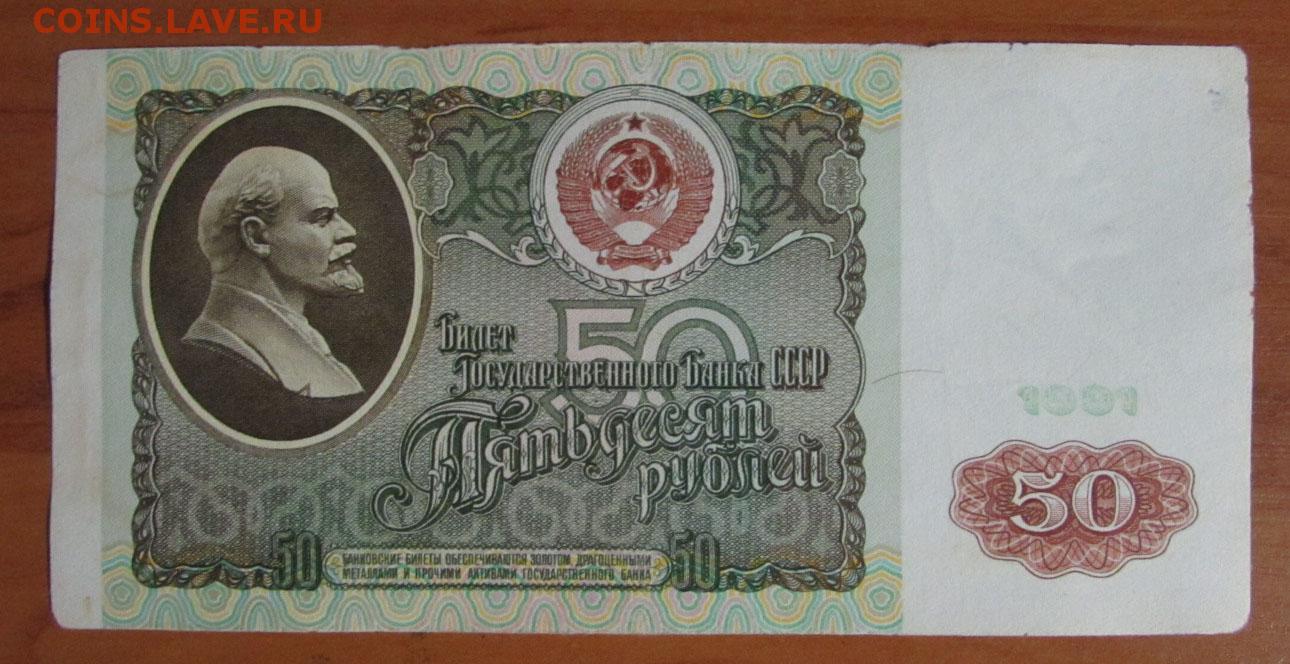 COINS.LAVE.RU
Билет
Государственного Банка СССР
50
Пятьдесят
рублей
50
50
БАНКОВСКИЕ БИЛЕТЫ ОБЕСПЕЧИВАЮТСЯ ЗОЛОТОМ, ДРАГОЦЕННЫМИ
МЕТАЛЛАМИ И ПРОЧИМИ АКТИВАМИ ГОСУДАРСТВЕННОГО БАНКА
50